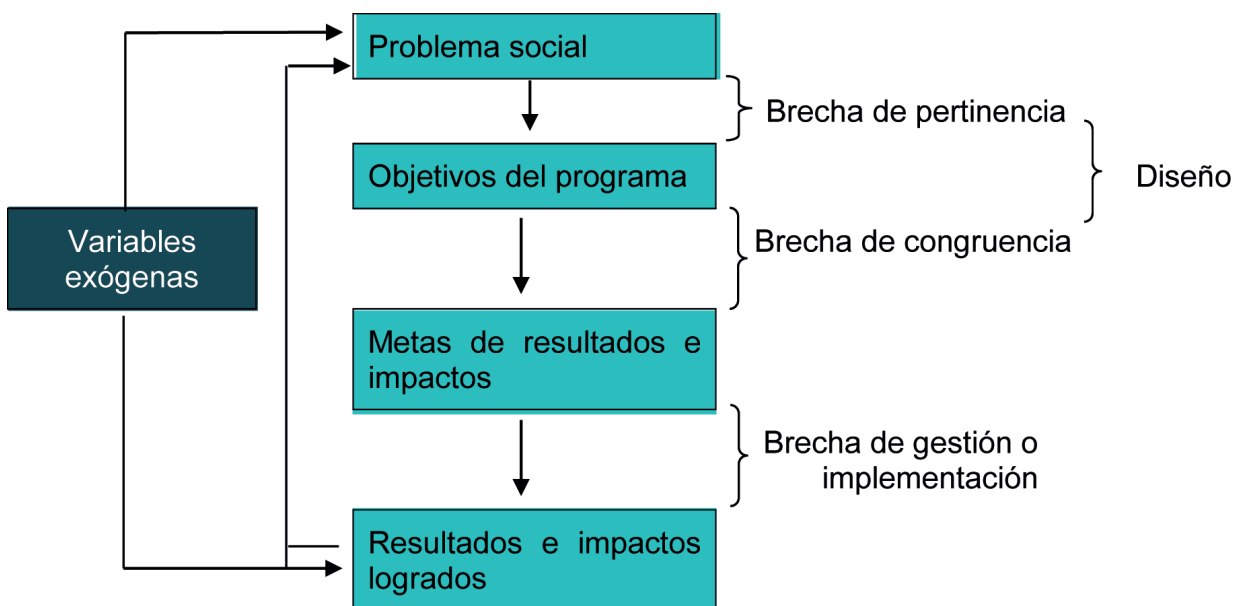 Problema social
Brecha de pertinencia
Objetivos del programa
Diseño
Variables
exógenas
Brecha de congruencia
Metas de resultados e
impactos
Brecha de gestión o
implementación
Resultados e impactos
logrados